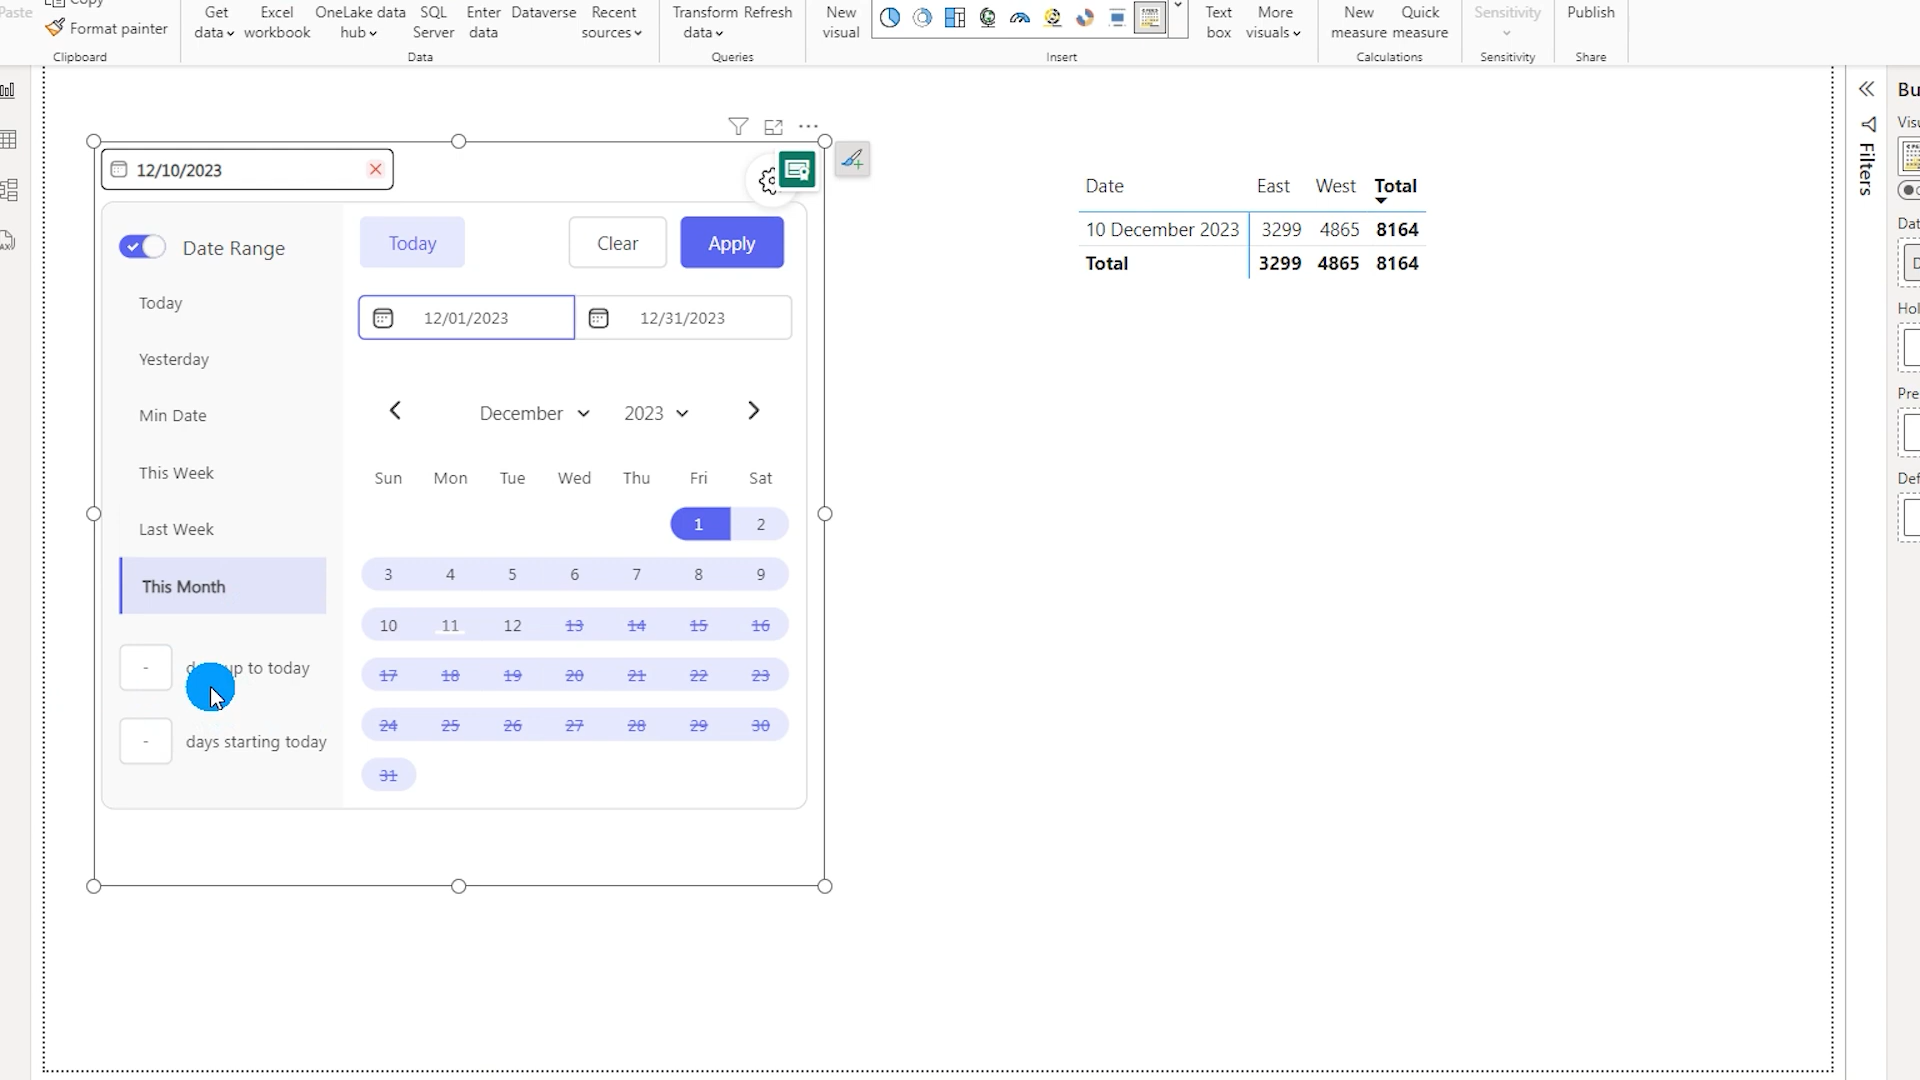 Format painter
Clipboard
Get data
Excel workbook
OneLake data hub
SQL Server
Enter data
Dataverse
Recent sources
Data
Transform data
Refresh
Queries
New visual
Insert
Text box
More visuals
New measure
Quick measure
Calculations
Sensitivity
Sensitivity
Publish
Share
12/10/2023
Date Range
Today
Yesterday
Min Date
This Week
Last Week
This Month
- up to today
- days starting today
Today Clear Apply
12/01/2023 12/31/2023
December 2023
Sun Mon Tue Wed Thu Fri Sat
1 2
3 4 5 6 7 8 9
10 11 12 13 14 15 16
17 18 19 20 21 22 23
24 25 26 27 28 29 30
31
Date East West Total
10 December 2023 3299 4865 8164
Total 3299 4865 8164
Filters